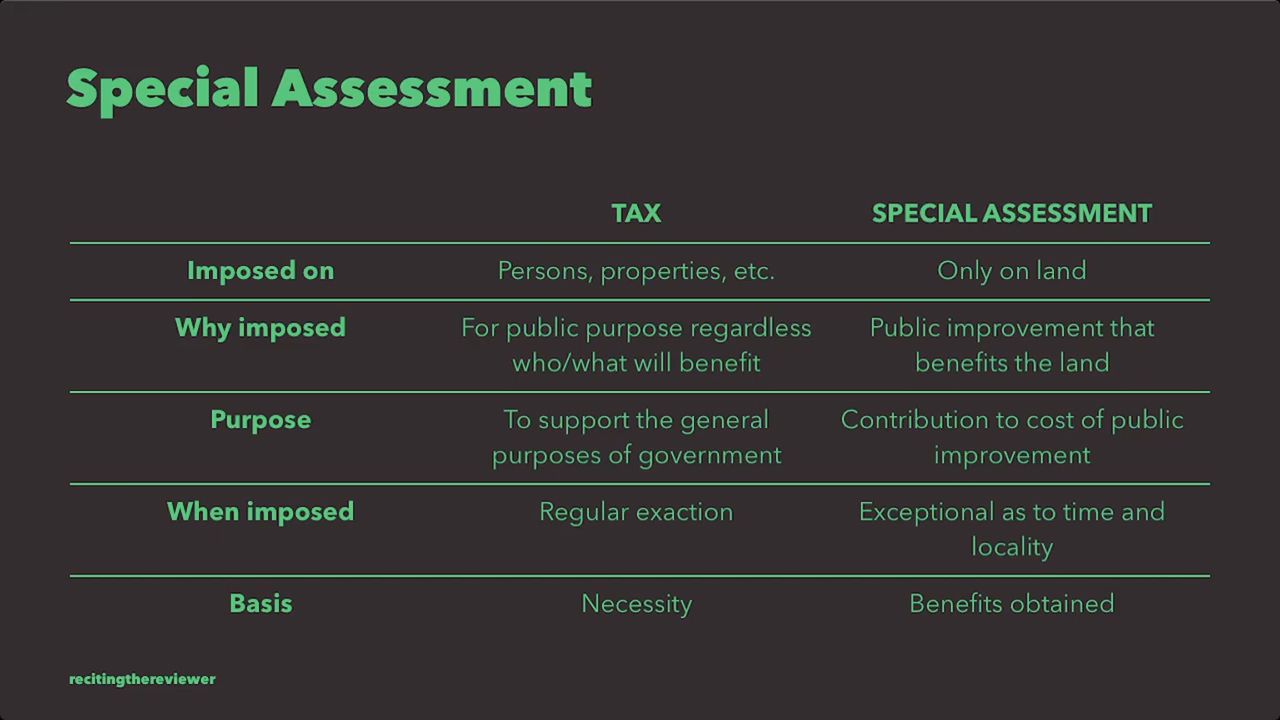 Special Assessment
TAX SPECIAL ASSESSMENT
Imposed on Persons, properties, etc. Only on land
Why imposed For public purpose regardless Public improvement that
who/what will benefit benefits the land
Purpose To support the general Contribution to cost of public
purposes of government improvement
When imposed Regular exaction Exceptional as to time and
locality
Basis Necessity Benefits obtained
recitingthereviewer